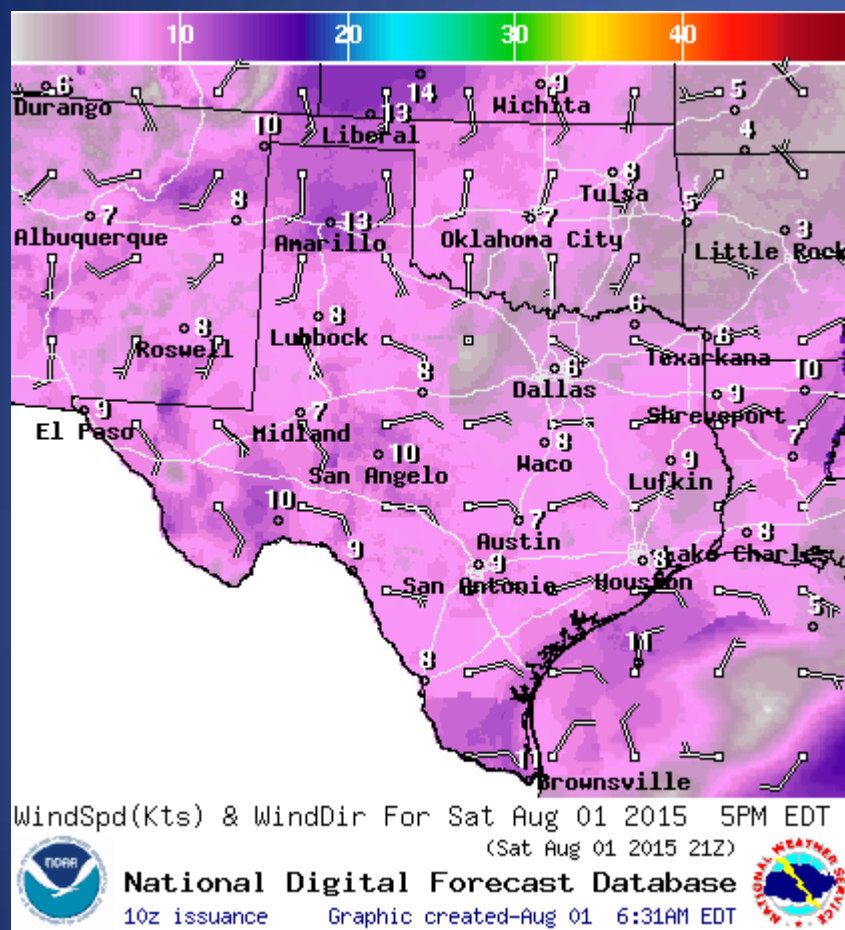 10 20 30 40
6 14 9 5
Durango 13 Wichita
10 Liberal 4
8 Tulsa
7 8 13 7 5 3
Albuquerque Amarillo Oklahoma City Little Rock
8 8 6
Roswell Lubbock 6 Texarkana
8 Dallas 6 9 10
9 7 Shreveport
El Paso Midland 10 8 7
San Angelo Waco 9
Lufkin
10 7 8
Austin Lake Charles
9 9 8
San Antonio Houston
5
8 11
11
Brownsville
WindSpd(Kts) & WindDir For Sat Aug 01 2015 5PM EDT
(Sat Aug 01 2015 21Z)
National Digital Forecast Database
10z issuance Graphic created-Aug 01 6:31AM EDT
NOAA
NATIONAL WEATHER SERVICE